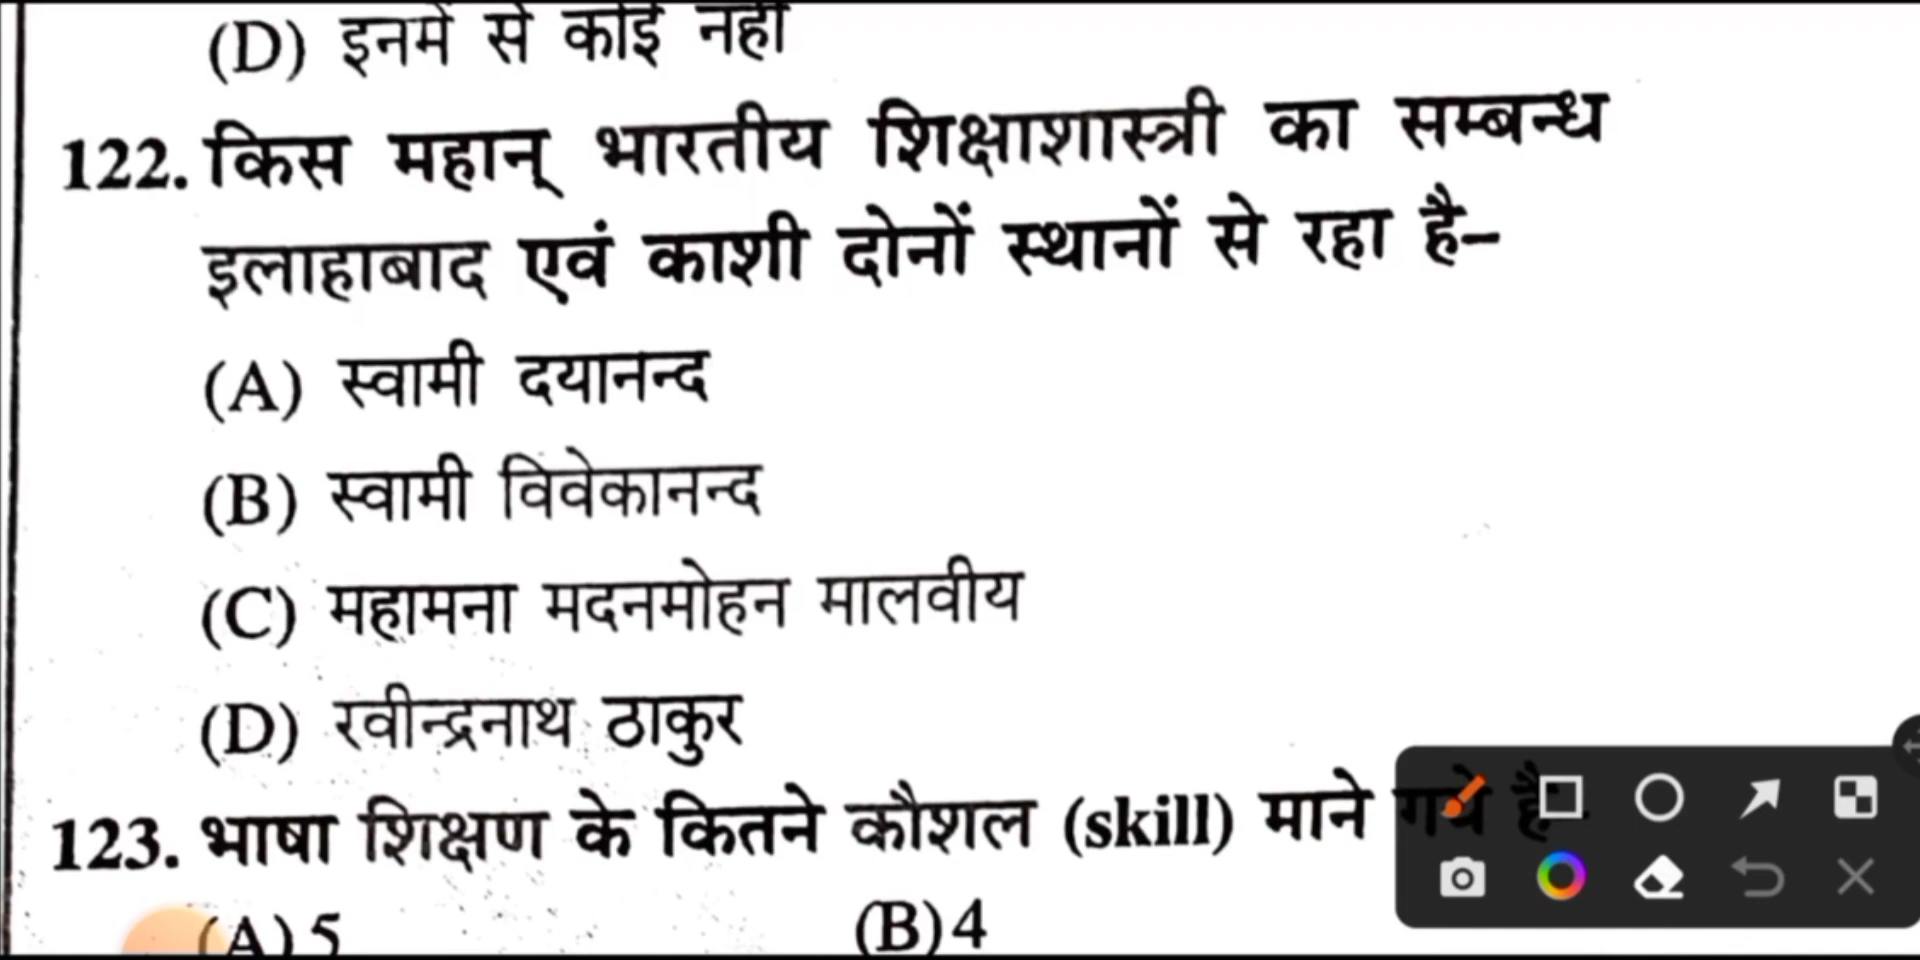 (D) इनमें से कोई नहीं
122. किस महान् भारतीय शिक्षाशास्त्री का सम्बन्ध
इलाहाबाद एवं काशी दोनों स्थानों से रहा है–
(A) स्वामी दयानन्द
(B) स्वामी विवेकानन्द
(C) महामना मदनमोहन मालवीय
(D) रवीन्द्रनाथ ठाकुर
123. भाषा शिक्षण के कितने कौशल (skill) माने गये हैं
(A) 5 (B) 4